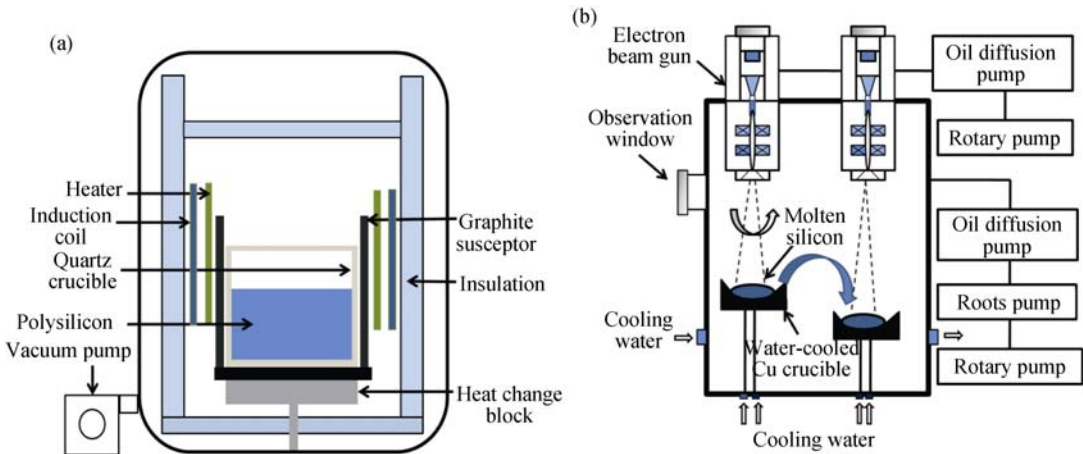 (a)
Heater
Induction
coil
Quartz
crucible
Polysilicon
Vacuum pump
Graphite
susceptor
Insulation
Heat change
block
(b)
Electron
beam gun
Observation
window
Molten
silicon
Cooling
water
Water-cooled
Cu crucible
Cooling water
Oil diffusion
pump
Rotary pump
Oil diffusion
pump
Roots pump
Rotary pump